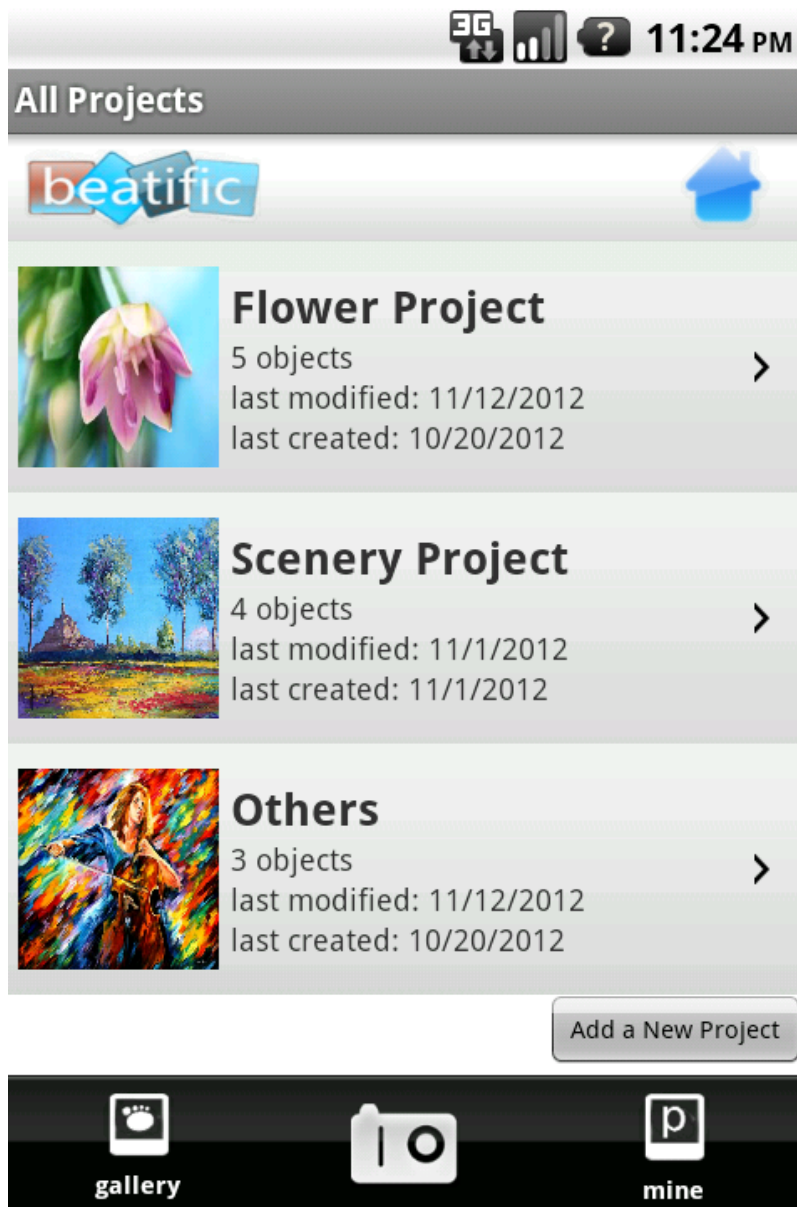 3G ? 11:24 PM
All Projects
beatific
Flower Project
5 objects
last modified: 11/12/2012
last created: 10/20/2012
Scenery Project
4 objects
last modified: 11/1/2012
last created: 11/1/2012
Others
3 objects
last modified: 11/12/2012
last created: 10/20/2012
Add a New Project
p
gallery
mine